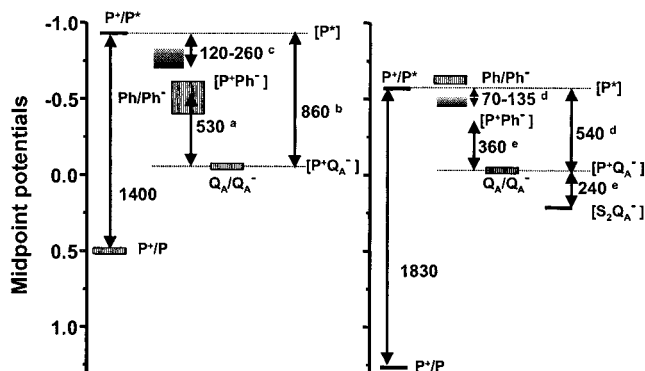 Midpoint potentials
-1.0
-0.5
0.0
0.5
1.0
P⁺/P*
[P*]
120-260 ᶜ
[P⁺Ph⁻]
Ph/Ph⁻
530 ᵃ
860 ᵇ
[P⁺Q_A⁻]
Q_A/Q_A⁻
1400
P⁺/P
P⁺/P*
Ph/Ph⁻
[P*]
70-135 ᵈ
[P⁺Ph⁻]
540 ᵈ
360 ᵉ
[P⁺Q_A⁻]
Q_A/Q_A⁻
240 ᵉ
[S₂Q_A⁻]
1830
P⁺/P